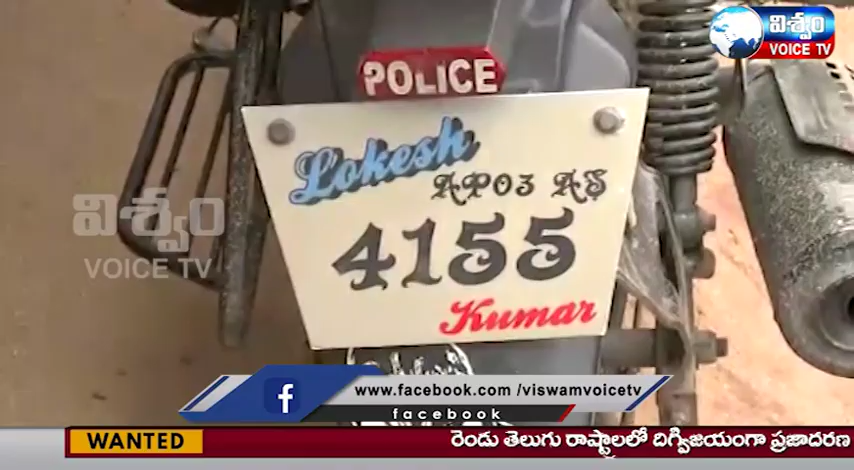 విశ్వం
VOICE TV
POLICE
Lokesh
AP03 AS
4155
Kumar
విశ్వం
VOICE TV
www.facebook.com /viswamvoicetv
facebook
WANTED
రెండు తెలుగు రాష్ట్రాలలో దిగ్విజయంగా ప్రజాదరణ